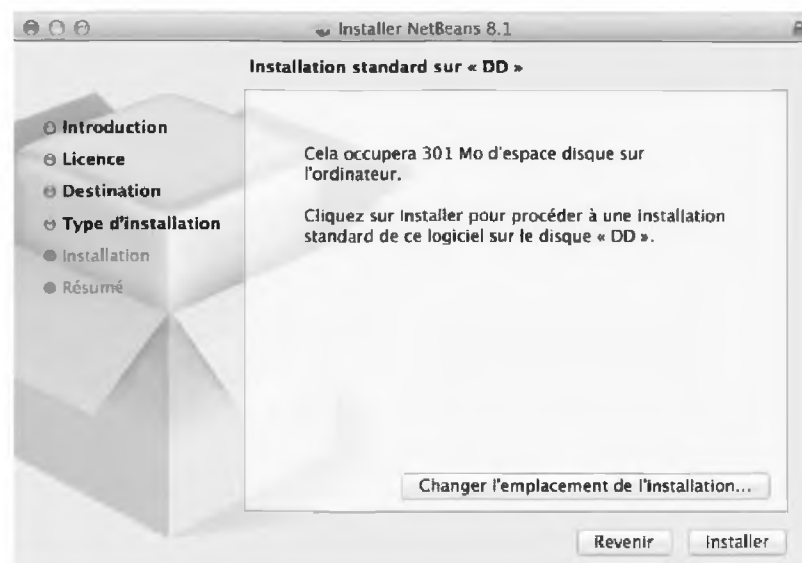 Installer NetBeans 8.1
Installation standard sur « DD »
Introduction
Licence
Destination
Type d'installation
Installation
Résumé
Cela occupera 301 Mo d'espace disque sur
l'ordinateur.
Cliquez sur Installer pour procéder à une installation
standard de ce logiciel sur le disque « DD ».
Changer l'emplacement de l'installation...
Revenir
Installer